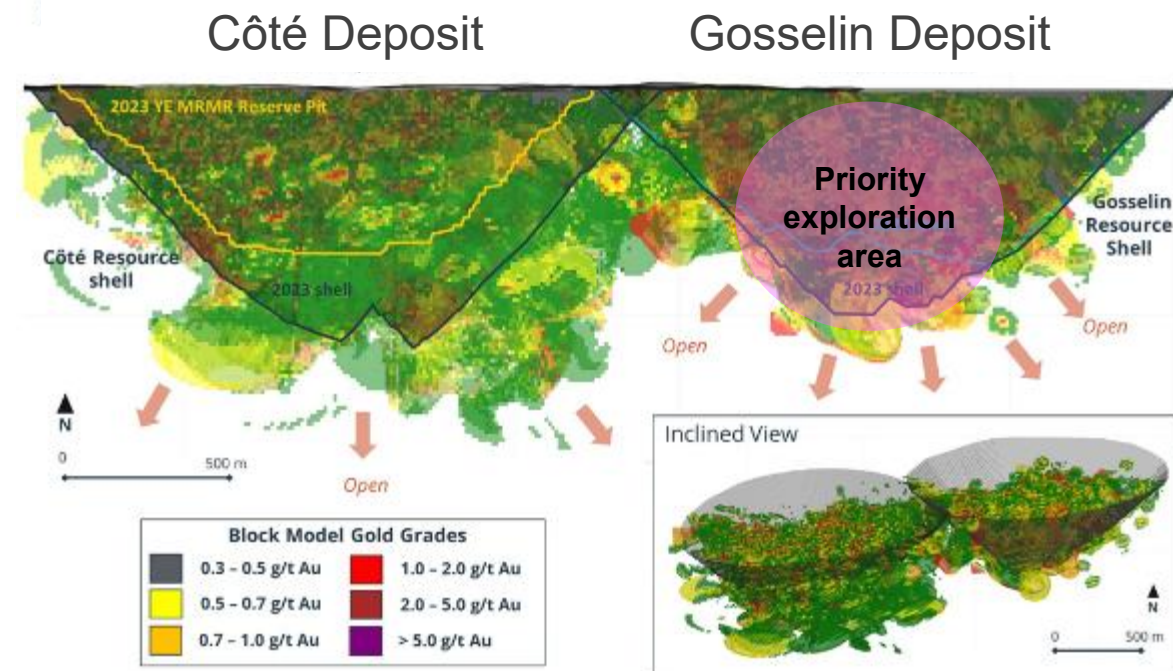 Côté Deposit
Gosselin Deposit
2023 YE MRMR Reserve Pit
Priority
exploration
area
Gosselin
Resource
Shell
Côté Resource
shell
2023 shell
2023 shell
Open
Open
N
0
500 m
Open
Inclined View
Block Model Gold Grades
0.3 – 0.5 g/t Au
1.0 – 2.0 g/t Au
0.5 – 0.7 g/t Au
2.0 – 5.0 g/t Au
0.7 – 1.0 g/t Au
> 5.0 g/t Au
N
0
500 m